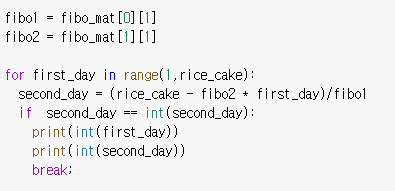 fibo1 = fibo_mat[0][1]
fibo2 = fibo_mat[1][1]
for first_day in range(1,rice_cake):
  second_day = (rice_cake - fibo2 * first_day)/fibo1
  if  second_day == int(second_day):
    print(int(first_day))
    print(int(second_day))
    break;